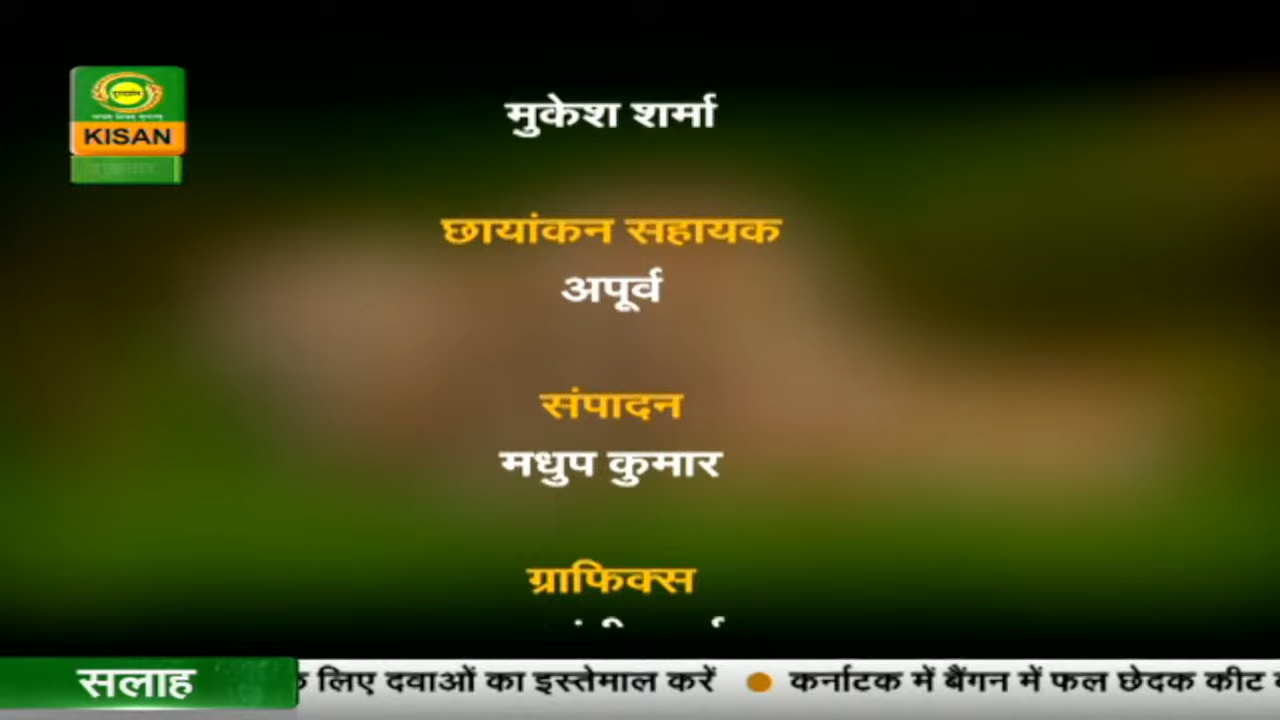 KISAN
मुकेश शर्मा
छायांकन सहायक
अपूर्व
संपादन
मधुप कुमार
ग्राफिक्स
सलाह
लिए दवाओं का इस्तेमाल करें ● कर्नाटक में बैंगन में फल छेदक कीट